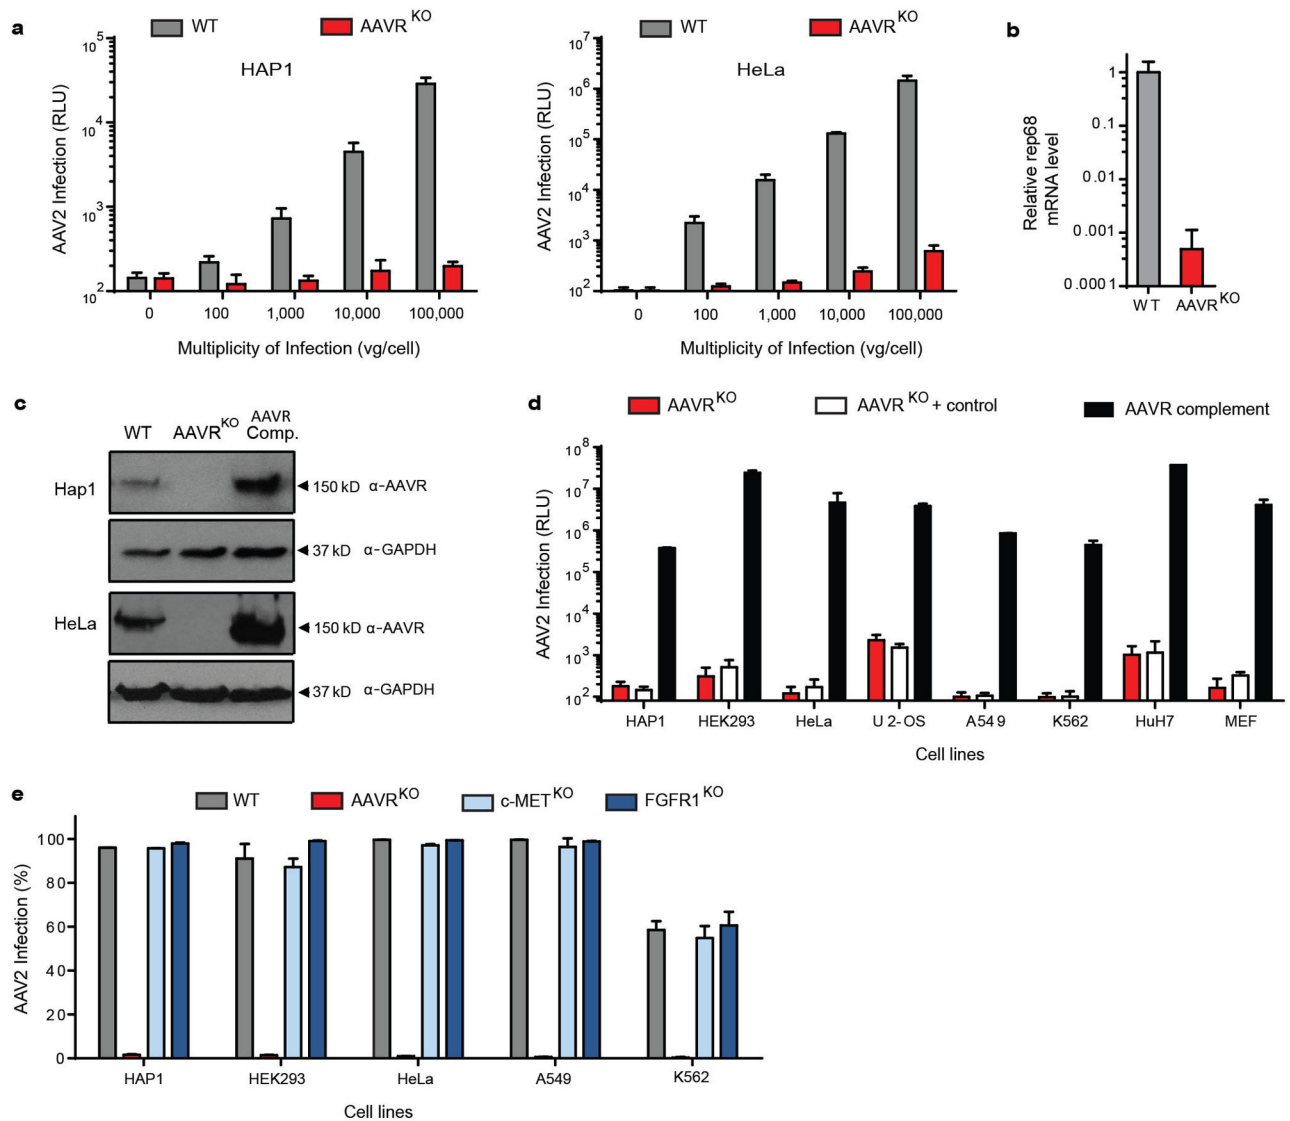 a
WT
AAVR KO
HAP1
AAV2 Infection (RLU)
10^5
10^4
10^3
10^2
0
100
1,000
10,000
100,000
Multiplicity of Infection (vg/cell)
WT
AAVR KO
HeLa
AAV2 Infection (RLU)
10^7
10^6
10^5
10^4
10^3
10^2
0
100
1,000
10,000
100,000
Multiplicity of Infection (vg/cell)
b
Relative rep68
mRNA level
1
0.1
0.01
0.001
0.0001
WT
AAVR KO
c
WT
AAVR KO
AAVR
Comp.
Hap1
150 kD α-AAVR
37 kD α-GAPDH
HeLa
150 kD α-AAVR
37 kD α-GAPDH
d
AAVR KO
AAVR KO + control
AAVR complement
AAV2 Infection (RLU)
10^8
10^7
10^6
10^5
10^4
10^3
10^2
HAP1
HEK293
HeLa
U 2-OS
A549
K562
HuH7
MEF
Cell lines
e
WT
AAVR KO
c-MET KO
FGFR1 KO
AAV2 Infection (%)
100
80
60
40
20
0
HAP1
HEK293
HeLa
A549
K562
Cell lines